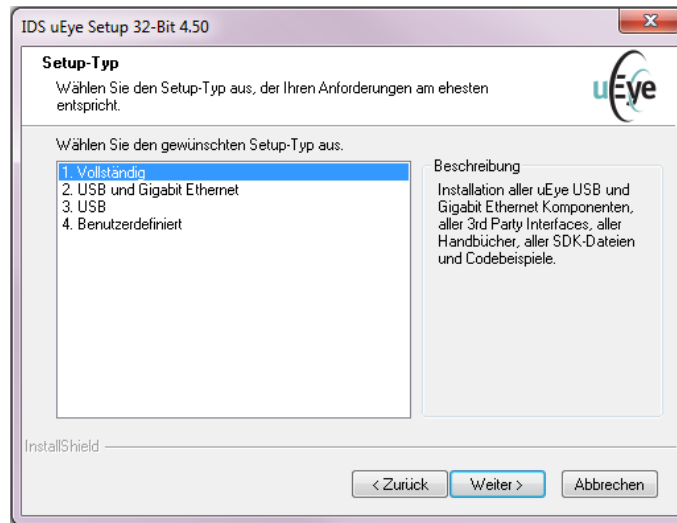 IDS uEye Setup 32-Bit 4.50
Setup-Typ
Wählen Sie den Setup-Typ aus, der Ihren Anforderungen am ehesten
entspricht.
uEye
Wählen Sie den gewünschten Setup-Typ aus.
1. Vollständig
2. USB und Gigabit Ethernet
3. USB
4. Benutzerdefiniert
Beschreibung
Installation aller uEye USB und
Gigabit Ethernet Komponenten,
aller 3rd Party Interfaces, aller
Handbücher, aller SDK-Dateien
und Codebeispiele.
InstallShield
< Zurück
Weiter >
Abbrechen